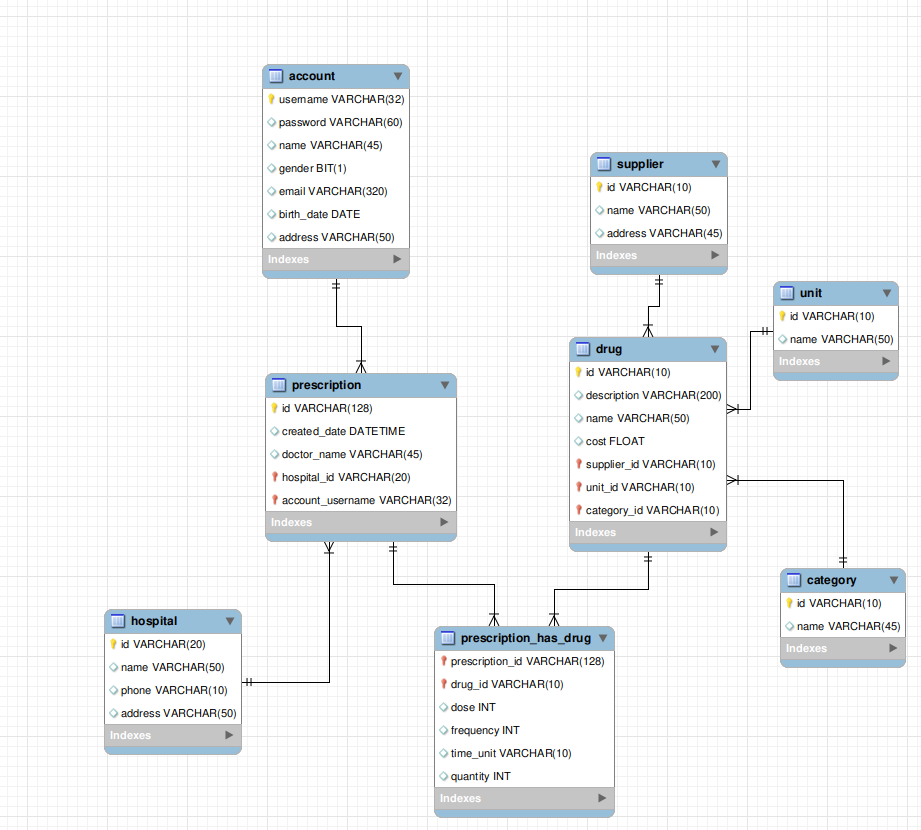 account
username VARCHAR(32)
password VARCHAR(60)
name VARCHAR(45)
gender BIT(1)
email VARCHAR(320)
birth_date DATE
address VARCHAR(50)
Indexes
supplier
id VARCHAR(10)
name VARCHAR(50)
address VARCHAR(45)
Indexes
unit
id VARCHAR(10)
name VARCHAR(50)
Indexes
drug
id VARCHAR(10)
description VARCHAR(200)
name VARCHAR(50)
cost FLOAT
supplier_id VARCHAR(10)
unit_id VARCHAR(10)
category_id VARCHAR(10)
Indexes
prescription
id VARCHAR(128)
created_date DATETIME
doctor_name VARCHAR(45)
hospital_id VARCHAR(20)
account_username VARCHAR(32)
Indexes
category
id VARCHAR(10)
name VARCHAR(45)
Indexes
hospital
id VARCHAR(20)
name VARCHAR(50)
phone VARCHAR(10)
address VARCHAR(50)
Indexes
prescription_has_drug
prescription_id VARCHAR(128)
drug_id VARCHAR(10)
dose INT
frequency INT
time_unit VARCHAR(10)
quantity INT
Indexes